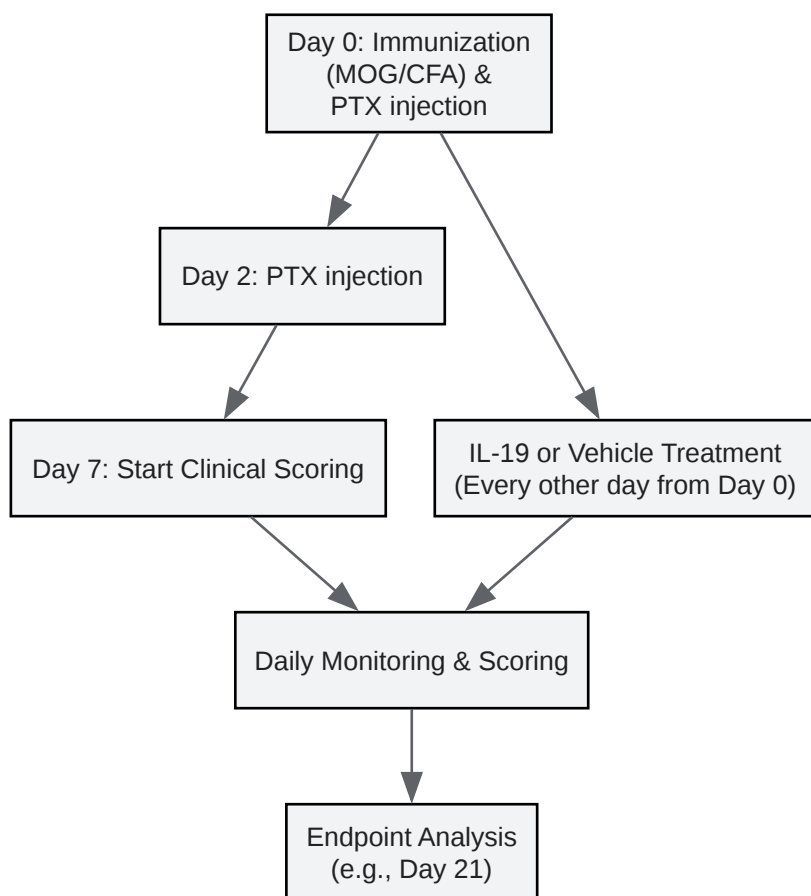 Day 0: Immunization
(MOG/CFA) &
PTX injection
Day 2: PTX injection
Day 7: Start Clinical Scoring
IL-19 or Vehicle Treatment
(Every other day from Day 0)
Daily Monitoring & Scoring
Endpoint Analysis
(e.g., Day 21)